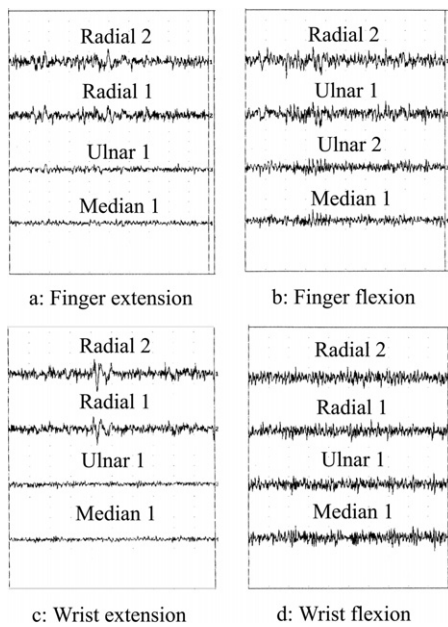 Radial 2
Radial 1
Ulnar 1
Median 1
a: Finger extension
Radial 2
Ulnar 1
Ulnar 2
Median 1
b: Finger flexion
Radial 2
Radial 1
Ulnar 1
Median 1
c: Wrist extension
Radial 2
Radial 1
Ulnar 1
Median 1
d: Wrist flexion